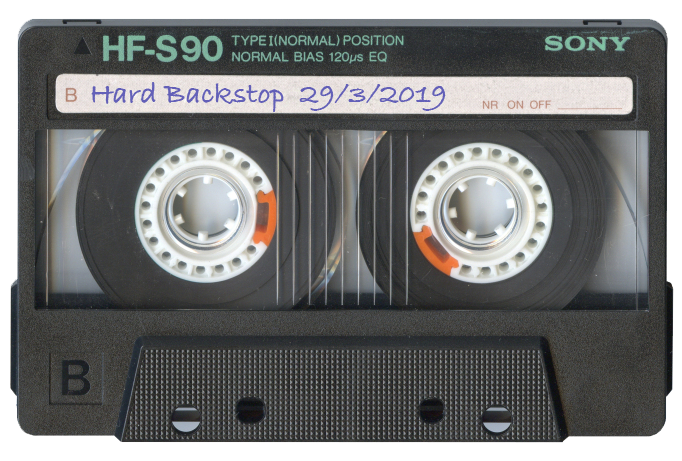 HF-S90 TYPE I (NORMAL) POSITION SONY
NORMAL BIAS 120µs EQ
B Hard Backstop 29/3/2019 NR ON OFF
B